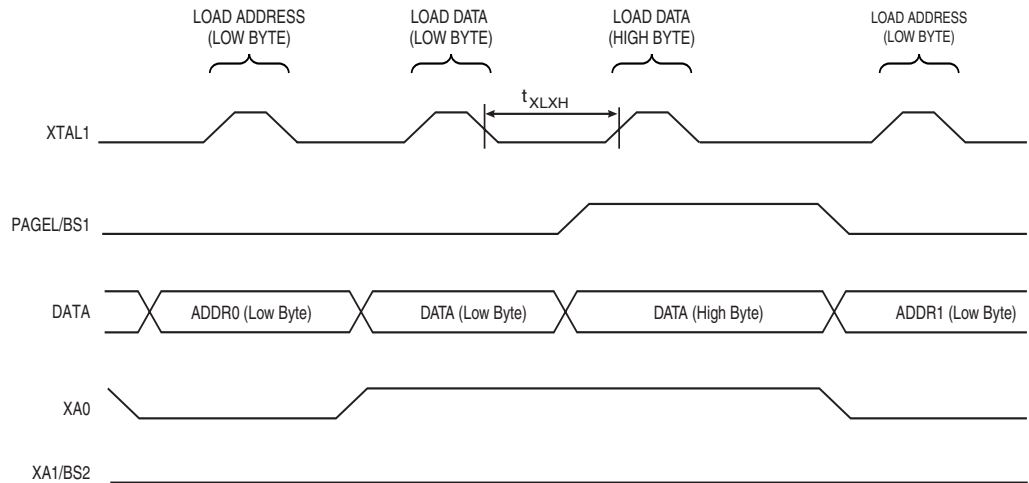 LOAD ADDRESS
(LOW BYTE)
LOAD DATA
(LOW BYTE)
LOAD DATA
(HIGH BYTE)
LOAD ADDRESS
(LOW BYTE)
tXLXH
XTAL1
PAGEL/BS1
DATA
ADDR0 (Low Byte)
DATA (Low Byte)
DATA (High Byte)
ADDR1 (Low Byte)
XA0
XA1/BS2